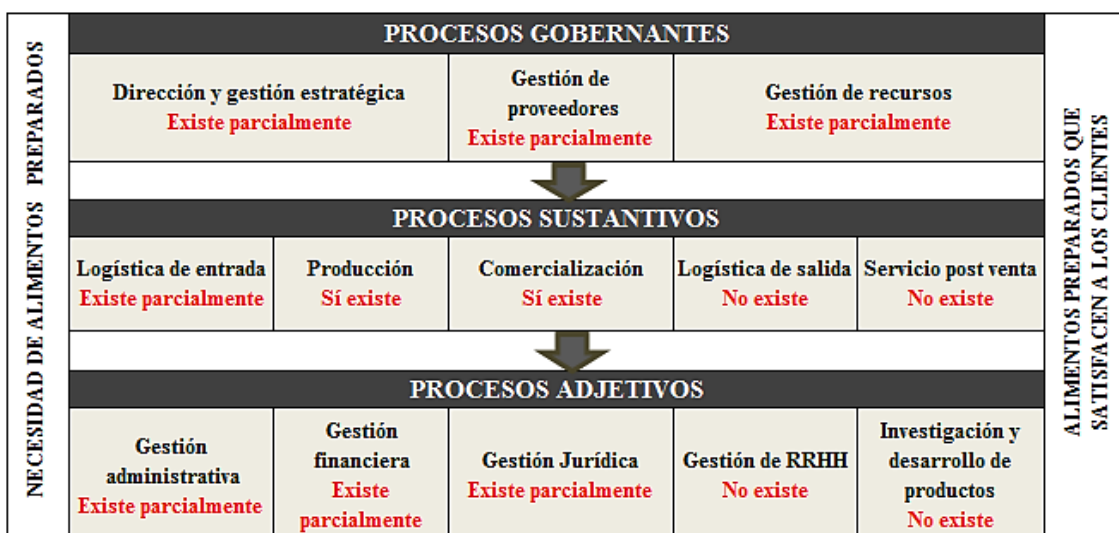 NECESIDAD DE ALIMENTOS PREPARADOS
PROCESOS GOBERNANTES
Dirección y gestión estratégica
Existe parcialmente
Gestión de
proveedores
Existe parcialmente
Gestión de recursos
Existe parcialmente
PROCESOS SUSTANTIVOS
Logística de entrada
Existe parcialmente
Producción
Sí existe
Comercialización
Sí existe
Logística de salida
No existe
Servicio post venta
No existe
PROCESOS ADJETIVOS
Gestión
administrativa
Existe parcialmente
Gestión
financiera
Existe
parcialmente
Gestión Jurídica
Existe parcialmente
Gestión de RRHH
No existe
Investigación y
desarrollo de
productos
No existe
ALIMENTOS PREPARADOS QUE
SATISFACEN A LOS CLIENTES